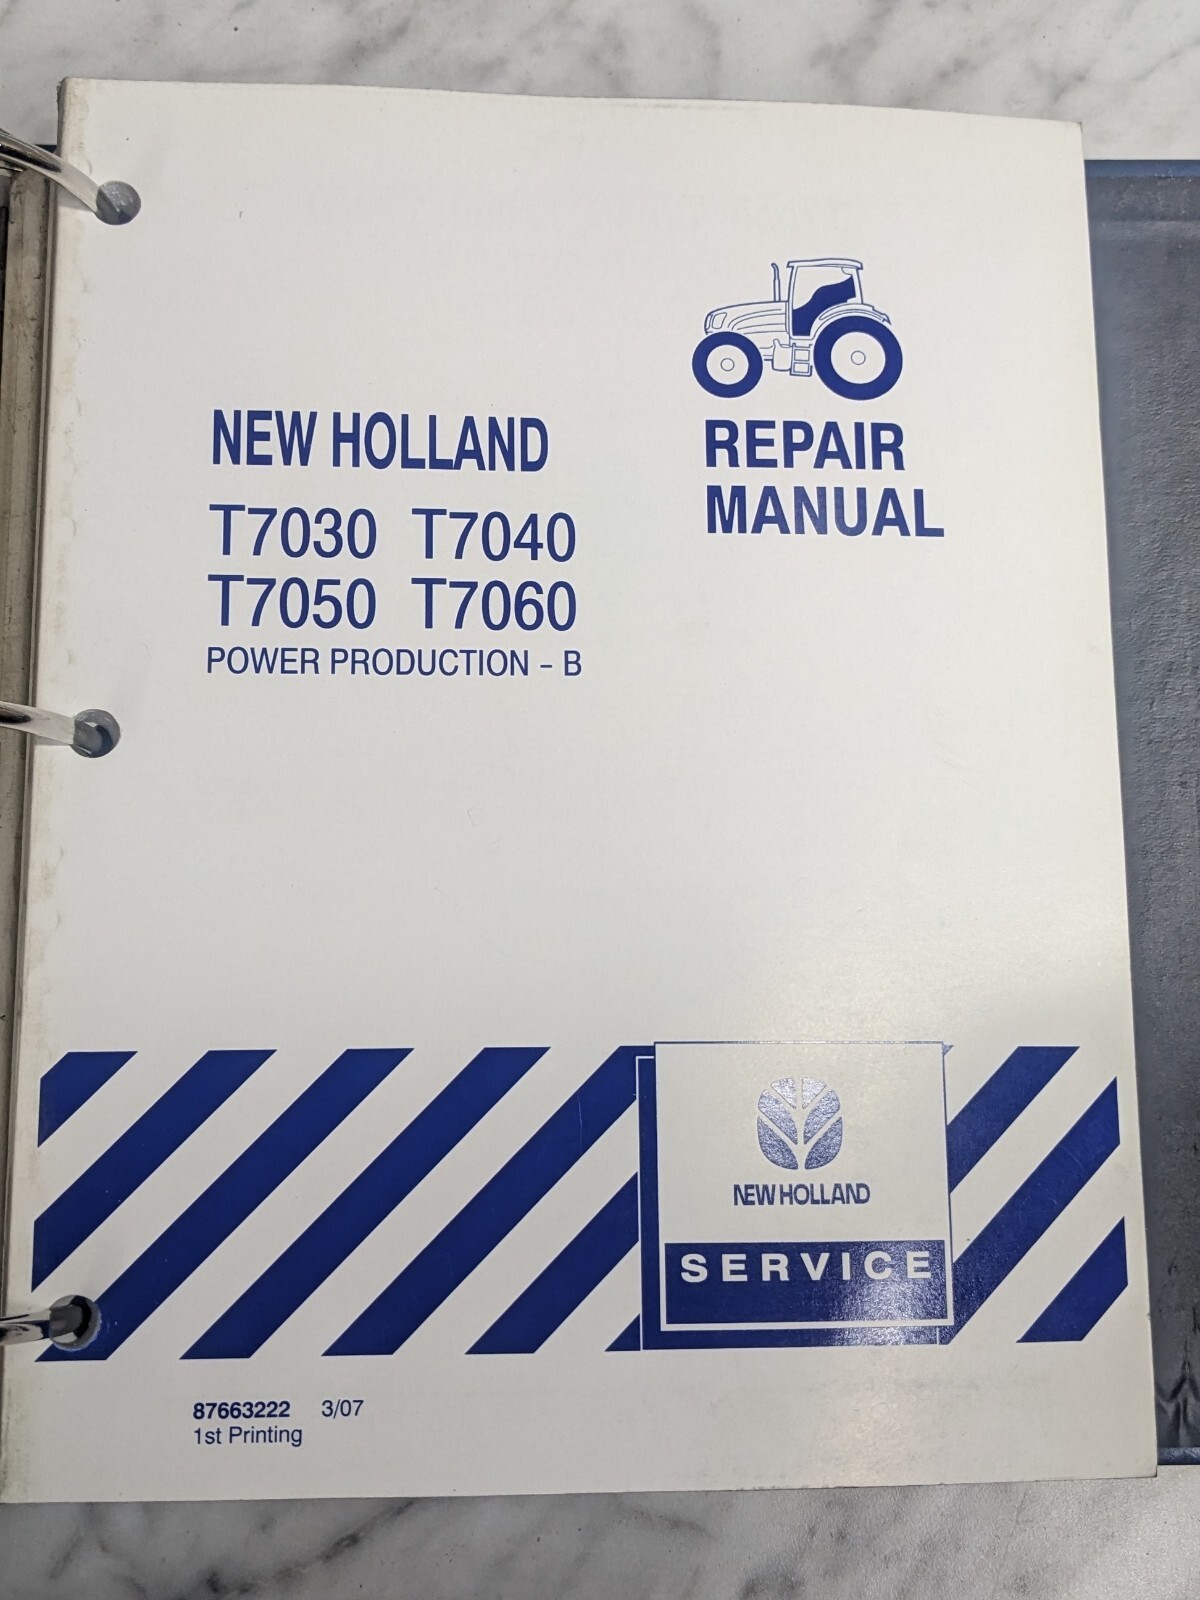 NEW HOLLAND
T7030 T7040
T7050 T7060
POWER PRODUCTION - B
REPAIR
MANUAL
NEW HOLLAND
SERVICE
87663222 3/07
1st Printing